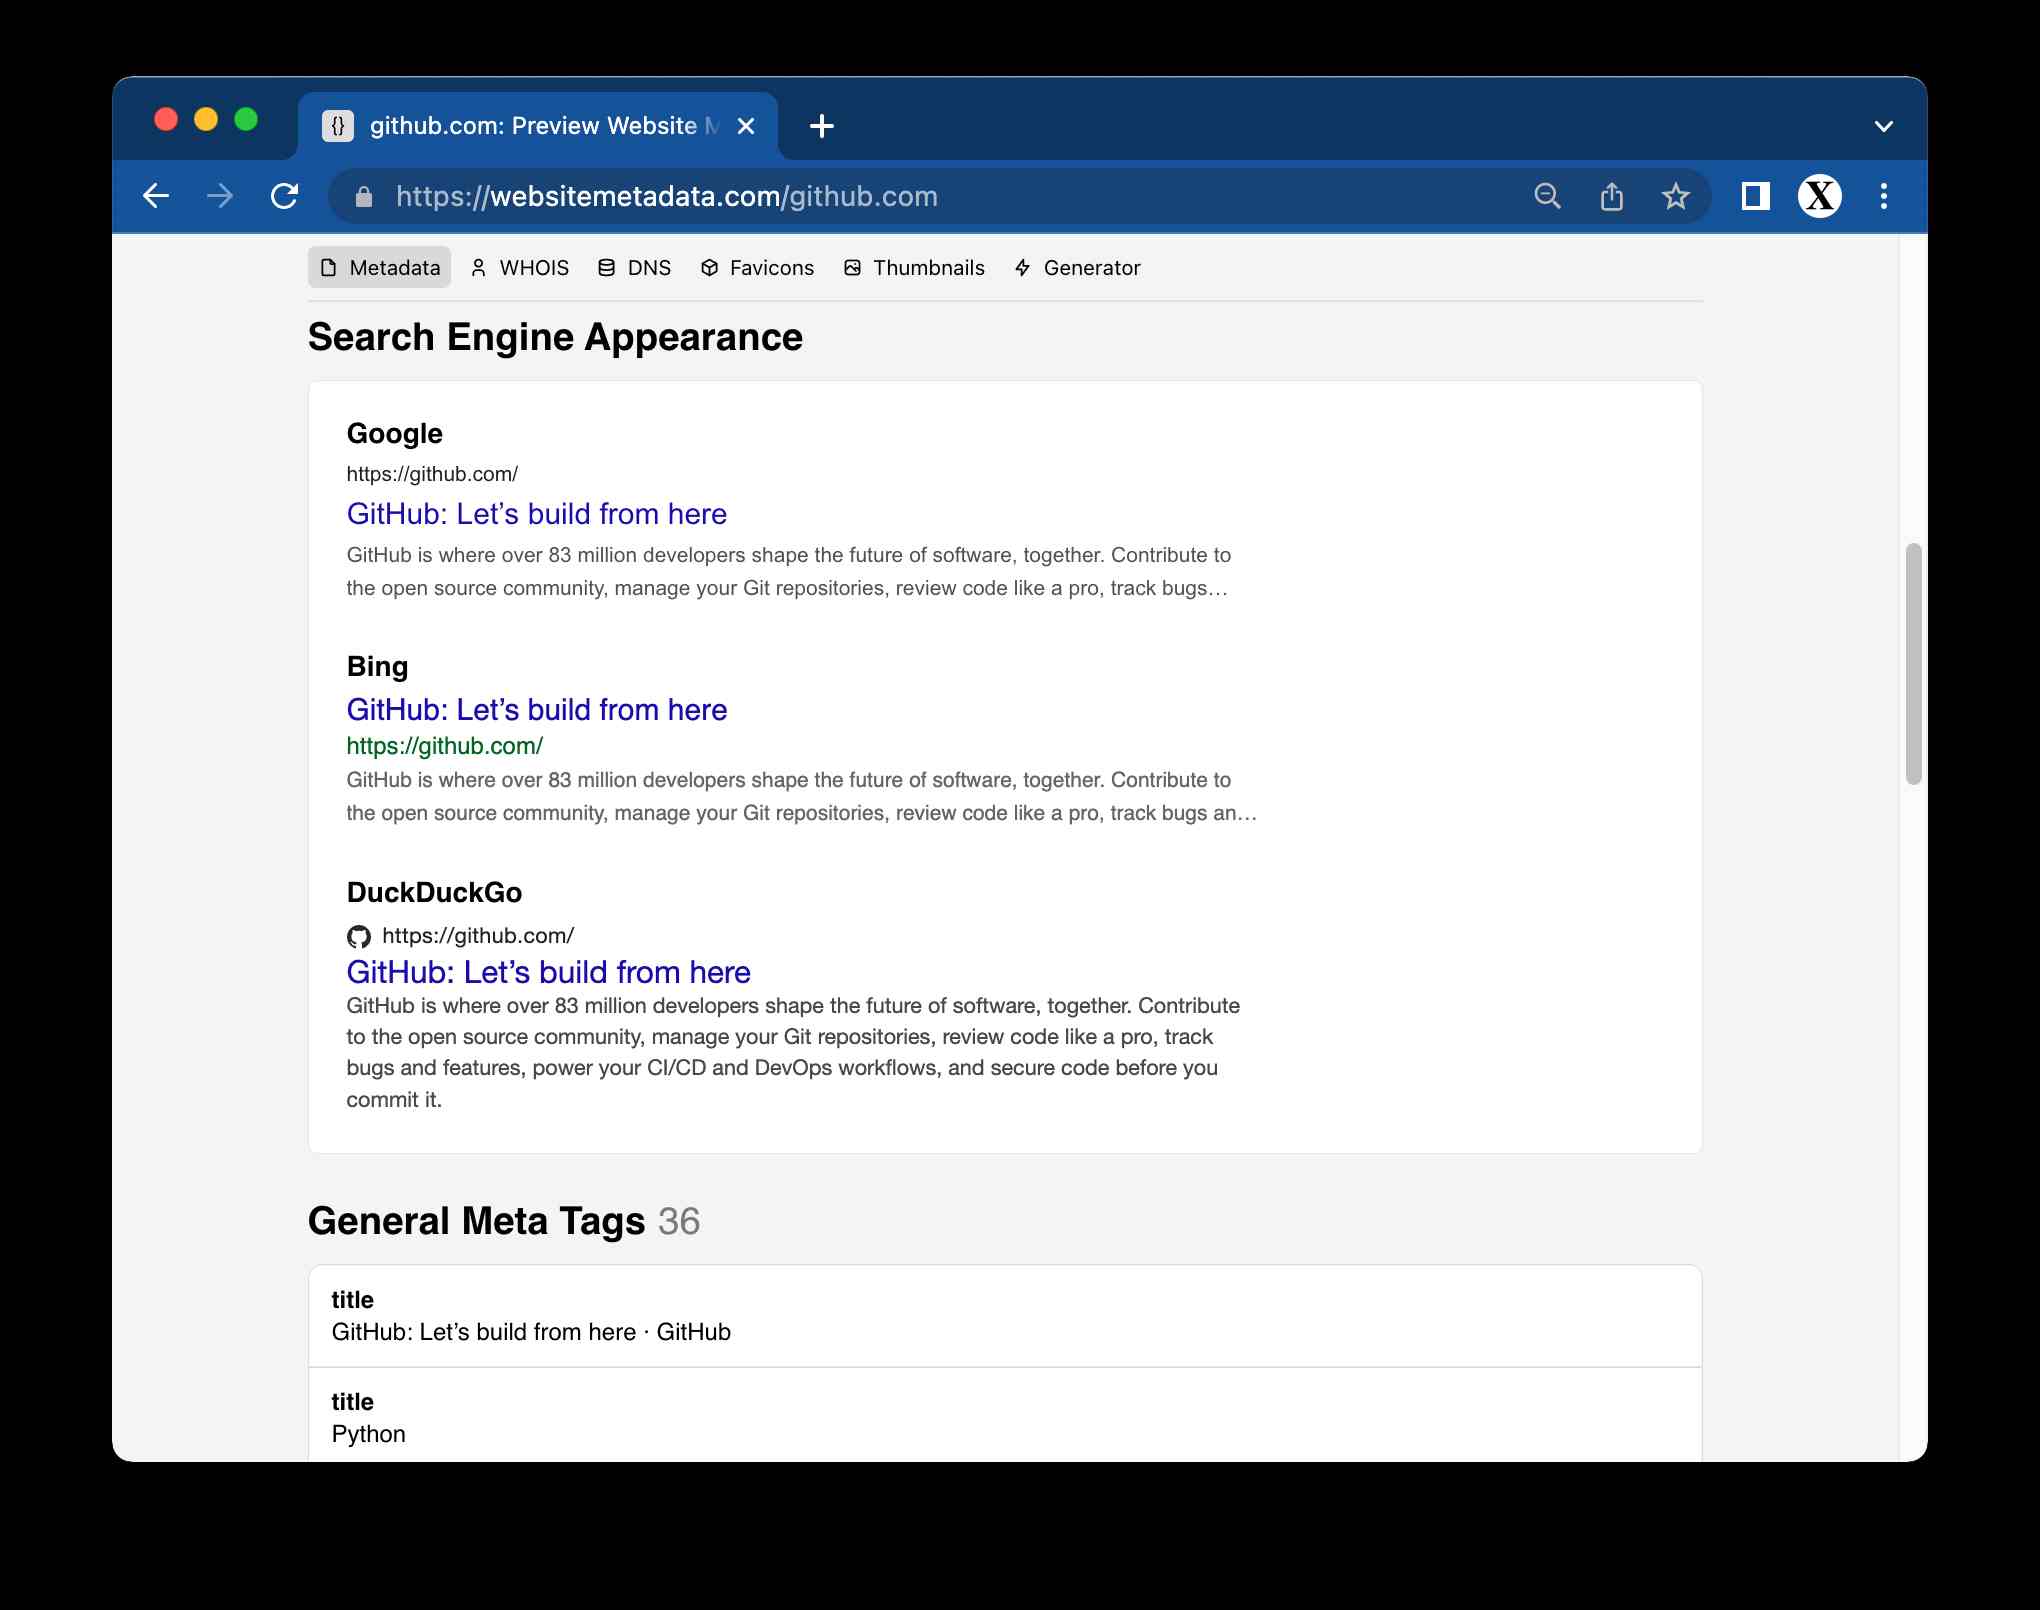 {} github.com: Preview Website
https://websitemetadata.com/github.com
X
Metadata WHOIS DNS Favicons Thumbnails Generator
Search Engine Appearance
Google
https://github.com/
GitHub: Let’s build from here
GitHub is where over 83 million developers shape the future of software, together. Contribute to
the open source community, manage your Git repositories, review code like a pro, track bugs…
Bing
GitHub: Let’s build from here
https://github.com/
GitHub is where over 83 million developers shape the future of software, together. Contribute to
the open source community, manage your Git repositories, review code like a pro, track bugs an…
DuckDuckGo
https://github.com/
GitHub: Let’s build from here
GitHub is where over 83 million developers shape the future of software, together. Contribute
to the open source community, manage your Git repositories, review code like a pro, track
bugs and features, power your CI/CD and DevOps workflows, and secure code before you
commit it.
General Meta Tags 36
title
GitHub: Let’s build from here · GitHub
title
Python